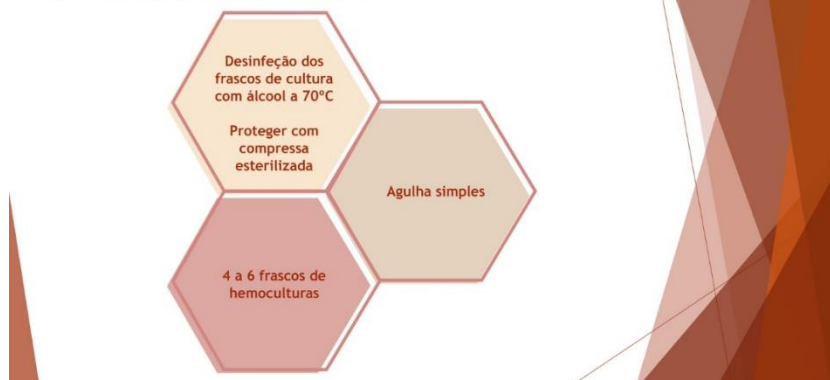 Desinfeção dos
frascos de cultura
com álcool a 70ºC
Proteger com
compressa
esterilizada
Agulha simples
4 a 6 frascos de
hemoculturas